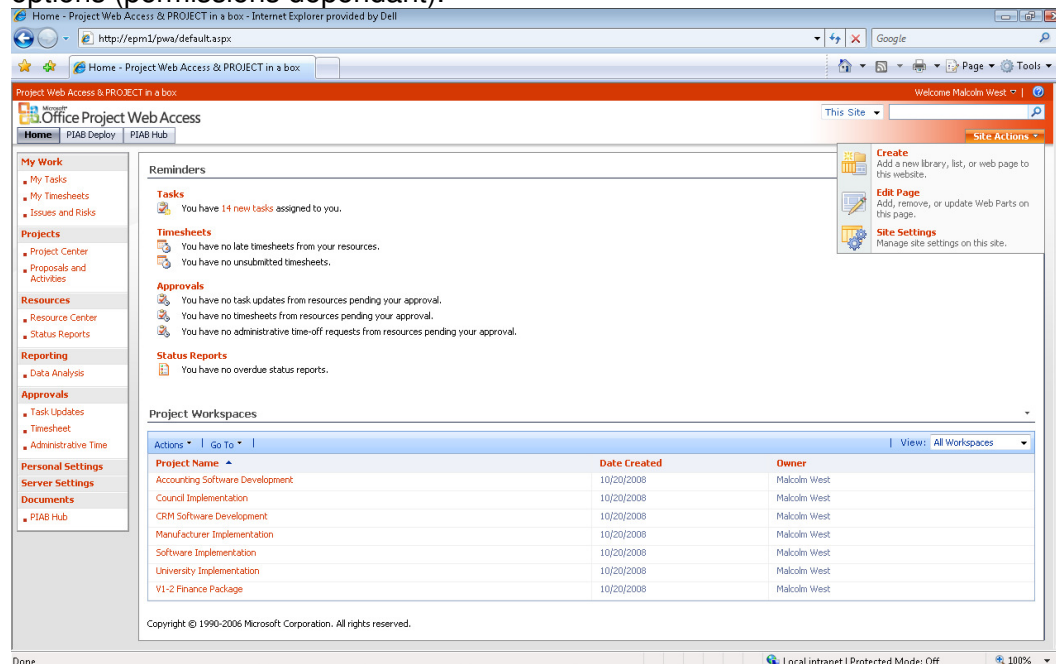 options (permissions dependant).
Home - Project Web Access & PROJECT in a box - Internet Explorer provided by Dell
http://epm1/pwa/default.aspx
Google
Home - Project Web Access & PROJECT in a box
Page
Tools
Project Web Access & PROJECT in a box
Welcome Malcolm West
Microsoft
Office Project Web Access
This Site
Home
PIAB Deploy
PIAB Hub
Site Actions
Create
Add a new library, list, or web page to
this website.
Edit Page
Add, remove, or update Web Parts on
this page.
Site Settings
Manage site settings on this site.
My Work
My Tasks
My Timesheets
Issues and Risks
Projects
Project Center
Proposals and
Activities
Resources
Resource Center
Status Reports
Reporting
Data Analysis
Approvals
Task Updates
Timesheet
Administrative Time
Personal Settings
Server Settings
Documents
PIAB Hub
Reminders
Tasks
You have 14 new tasks assigned to you.
Timesheets
You have no late timesheets from your resources.
You have no unsubmitted timesheets.
Approvals
You have no task updates from resources pending your approval.
You have no timesheets from resources pending your approval.
You have no administrative time-off requests from resources pending your approval.
Status Reports
You have no overdue status reports.
Project Workspaces
Actions | Go To | | View: All Workspaces
Project Name Date Created Owner
Accounting Software Development 10/20/2008 Malcolm West
Council Implementation 10/20/2008 Malcolm West
CRM Software Development 10/20/2008 Malcolm West
Manufacturer Implementation 10/20/2008 Malcolm West
Software Implementation 10/20/2008 Malcolm West
University Implementation 10/20/2008 Malcolm West
V1-2 Finance Package 10/20/2008 Malcolm West
Copyright © 1990-2006 Microsoft Corporation. All rights reserved.
Done
Local intranet | Protected Mode: Off
100%